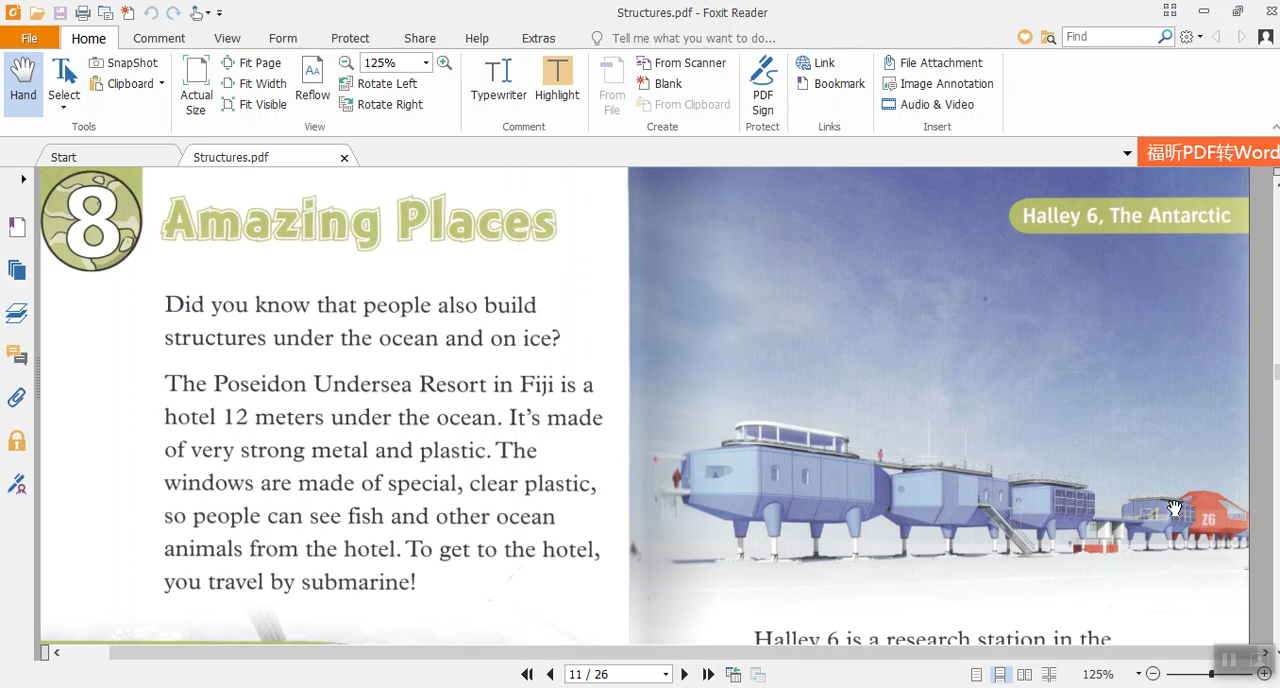 Structures.pdf - Foxit Reader
File Home Comment View Form Protect Share Help Extras Tell me what you want to do... Find
Hand
Select
SnapShot
Clipboard
Tools
Actual Size
Fit Page
Fit Width
Fit Visible
Reflow
125%
Rotate Left
Rotate Right
View
Typewriter
Highlight
Comment
From File
From Scanner
Blank
From Clipboard
Create
PDF Sign
Protect
Link
Bookmark
Links
File Attachment
Image Annotation
Audio & Video
Insert
Start
Structures.pdf
福昕PDF转Word
8
Amazing Places
Did you know that people also build
structures under the ocean and on ice?
The Poseidon Undersea Resort in Fiji is a
hotel 12 meters under the ocean. It's made
of very strong metal and plastic. The
windows are made of special, clear plastic,
so people can see fish and other ocean
animals from the hotel. To get to the hotel,
you travel by submarine!
Halley 6, The Antarctic
Z6
Halley 6 is a research station in the
11 / 26
125%